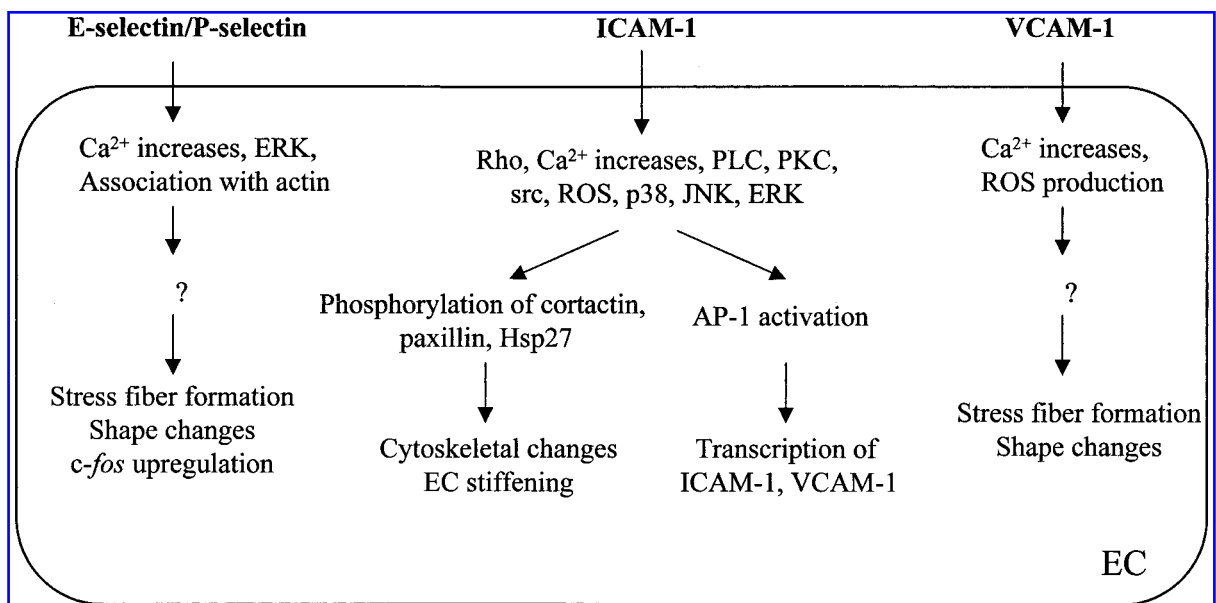 E-selectin/P-selectin
ICAM-1
VCAM-1
Ca²⁺ increases, ERK,
Association with actin
?
Stress fiber formation
Shape changes
c-fos upregulation
Rho, Ca²⁺ increases, PLC, PKC,
src, ROS, p38, JNK, ERK
Phosphorylation of cortactin,
paxillin, Hsp27
Cytoskeletal changes
EC stiffening
AP-1 activation
Transcription of
ICAM-1, VCAM-1
Ca²⁺ increases,
ROS production
?
Stress fiber formation
Shape changes
EC